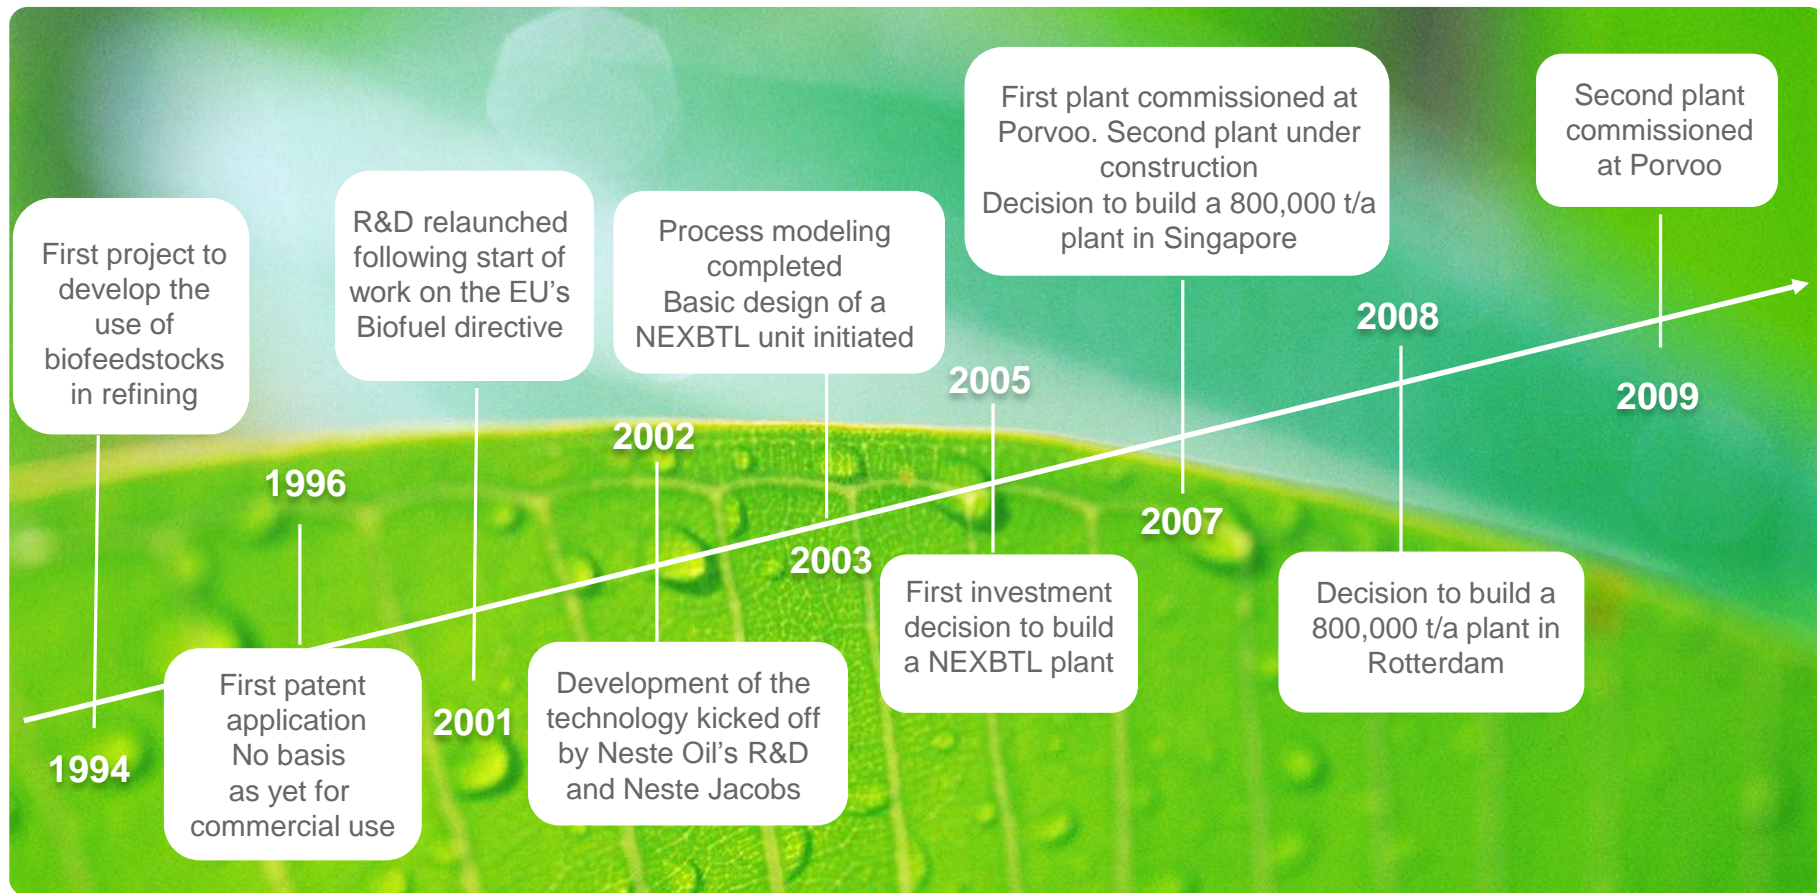 First project to
develop the
use of
biofeedstocks
in refining
1994
1996
First patent
application
No basis
as yet for
commercial use
R&D relaunched
following start of
work on the EU's
Biofuel directive
2001
2002
Development of the
technology kicked off
by Neste Oil's R&D
and Neste Jacobs
Process modeling
completed
Basic design of a
NEXBTL unit initiated
2003
2005
First investment
decision to build
a NEXBTL plant
First plant commissioned at
Porvoo. Second plant under
construction
Decision to build a 800,000 t/a
plant in Singapore
2007
2008
Decision to build a
800,000 t/a plant in
Rotterdam
Second plant
commissioned
at Porvoo
2009